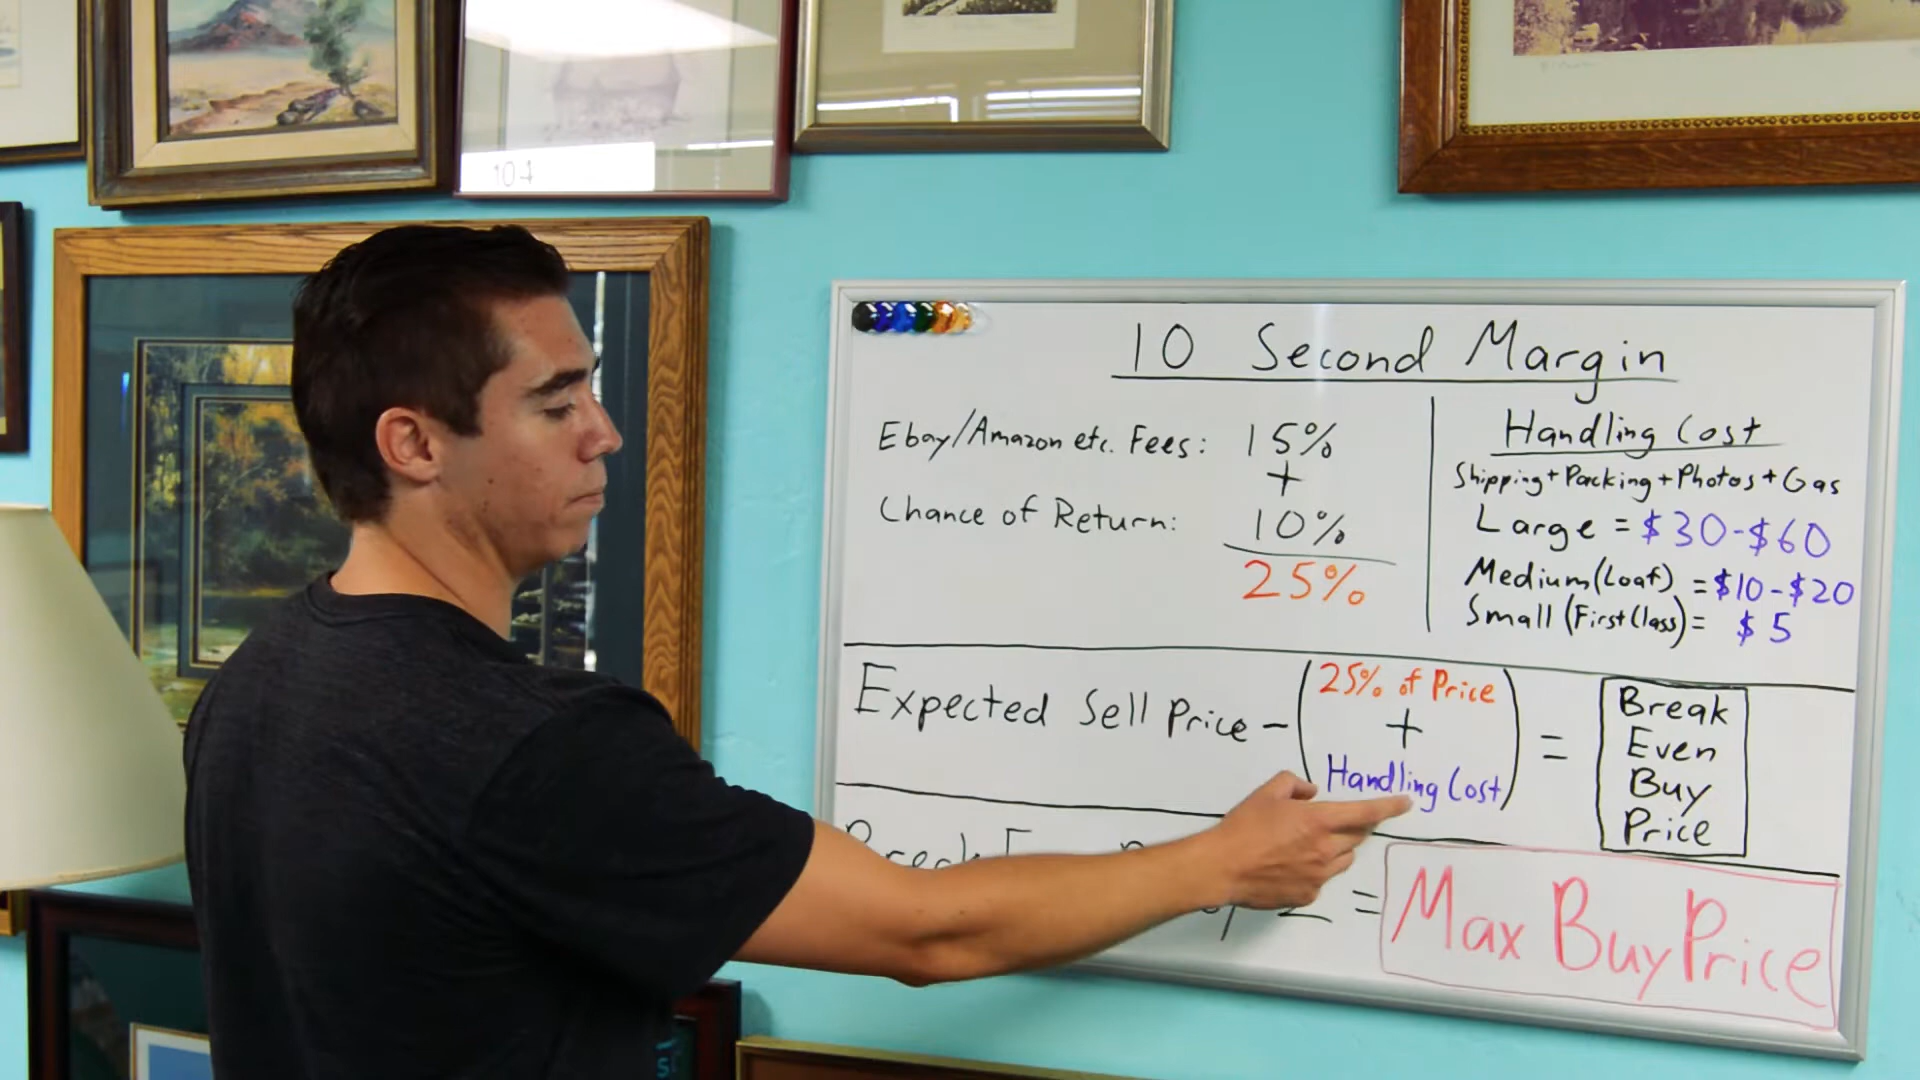 104
10 Second Margin
Ebay/Amazon etc. Fees: 15%
+
Chance of Return: 10%
25%
Handling Cost
Shipping+Packing+Photos+Gas
Large = $30-$60
Medium(Loaf) = $10-$20
Small (First Class) = $5
Expected Sell Price - (25% of Price
+
Handling Cost)
=
Break
Even
Buy
Price
2 = Max Buy Price